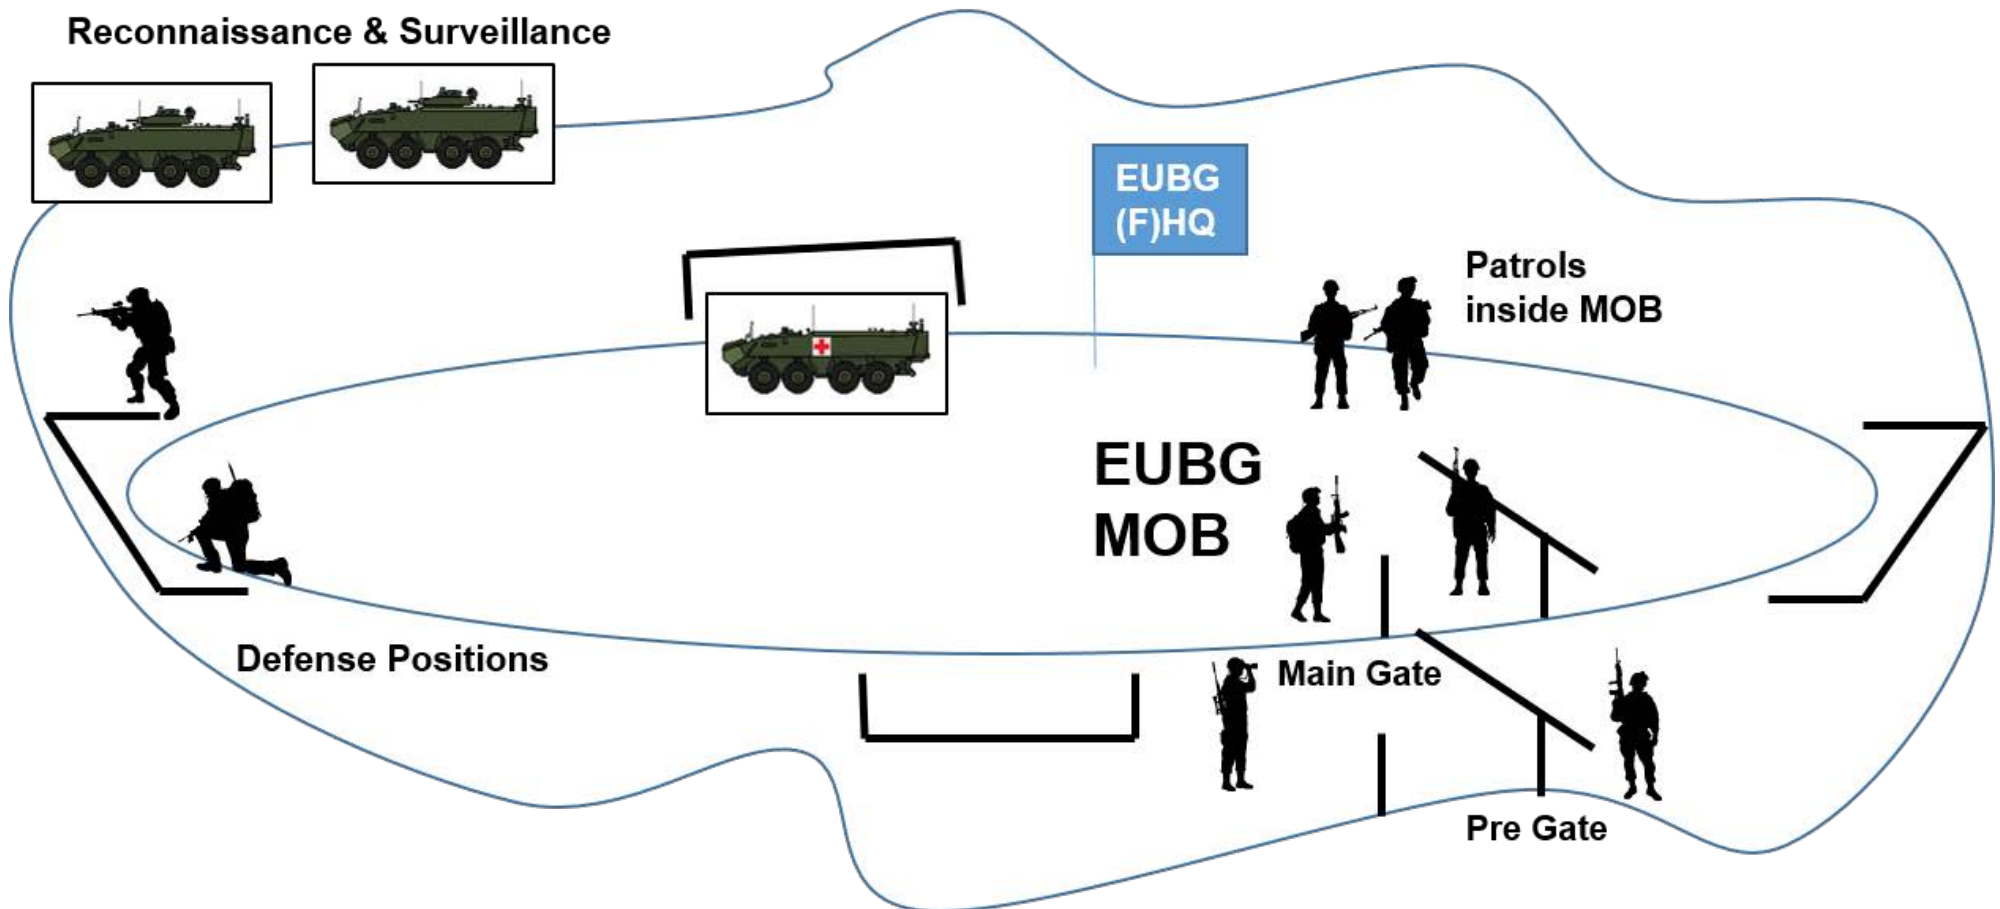 Reconnaissance & Surveillance
EUBG
(F)HQ
Patrols
inside MOB
EUBG
MOB
Defense Positions
Main Gate
Pre Gate